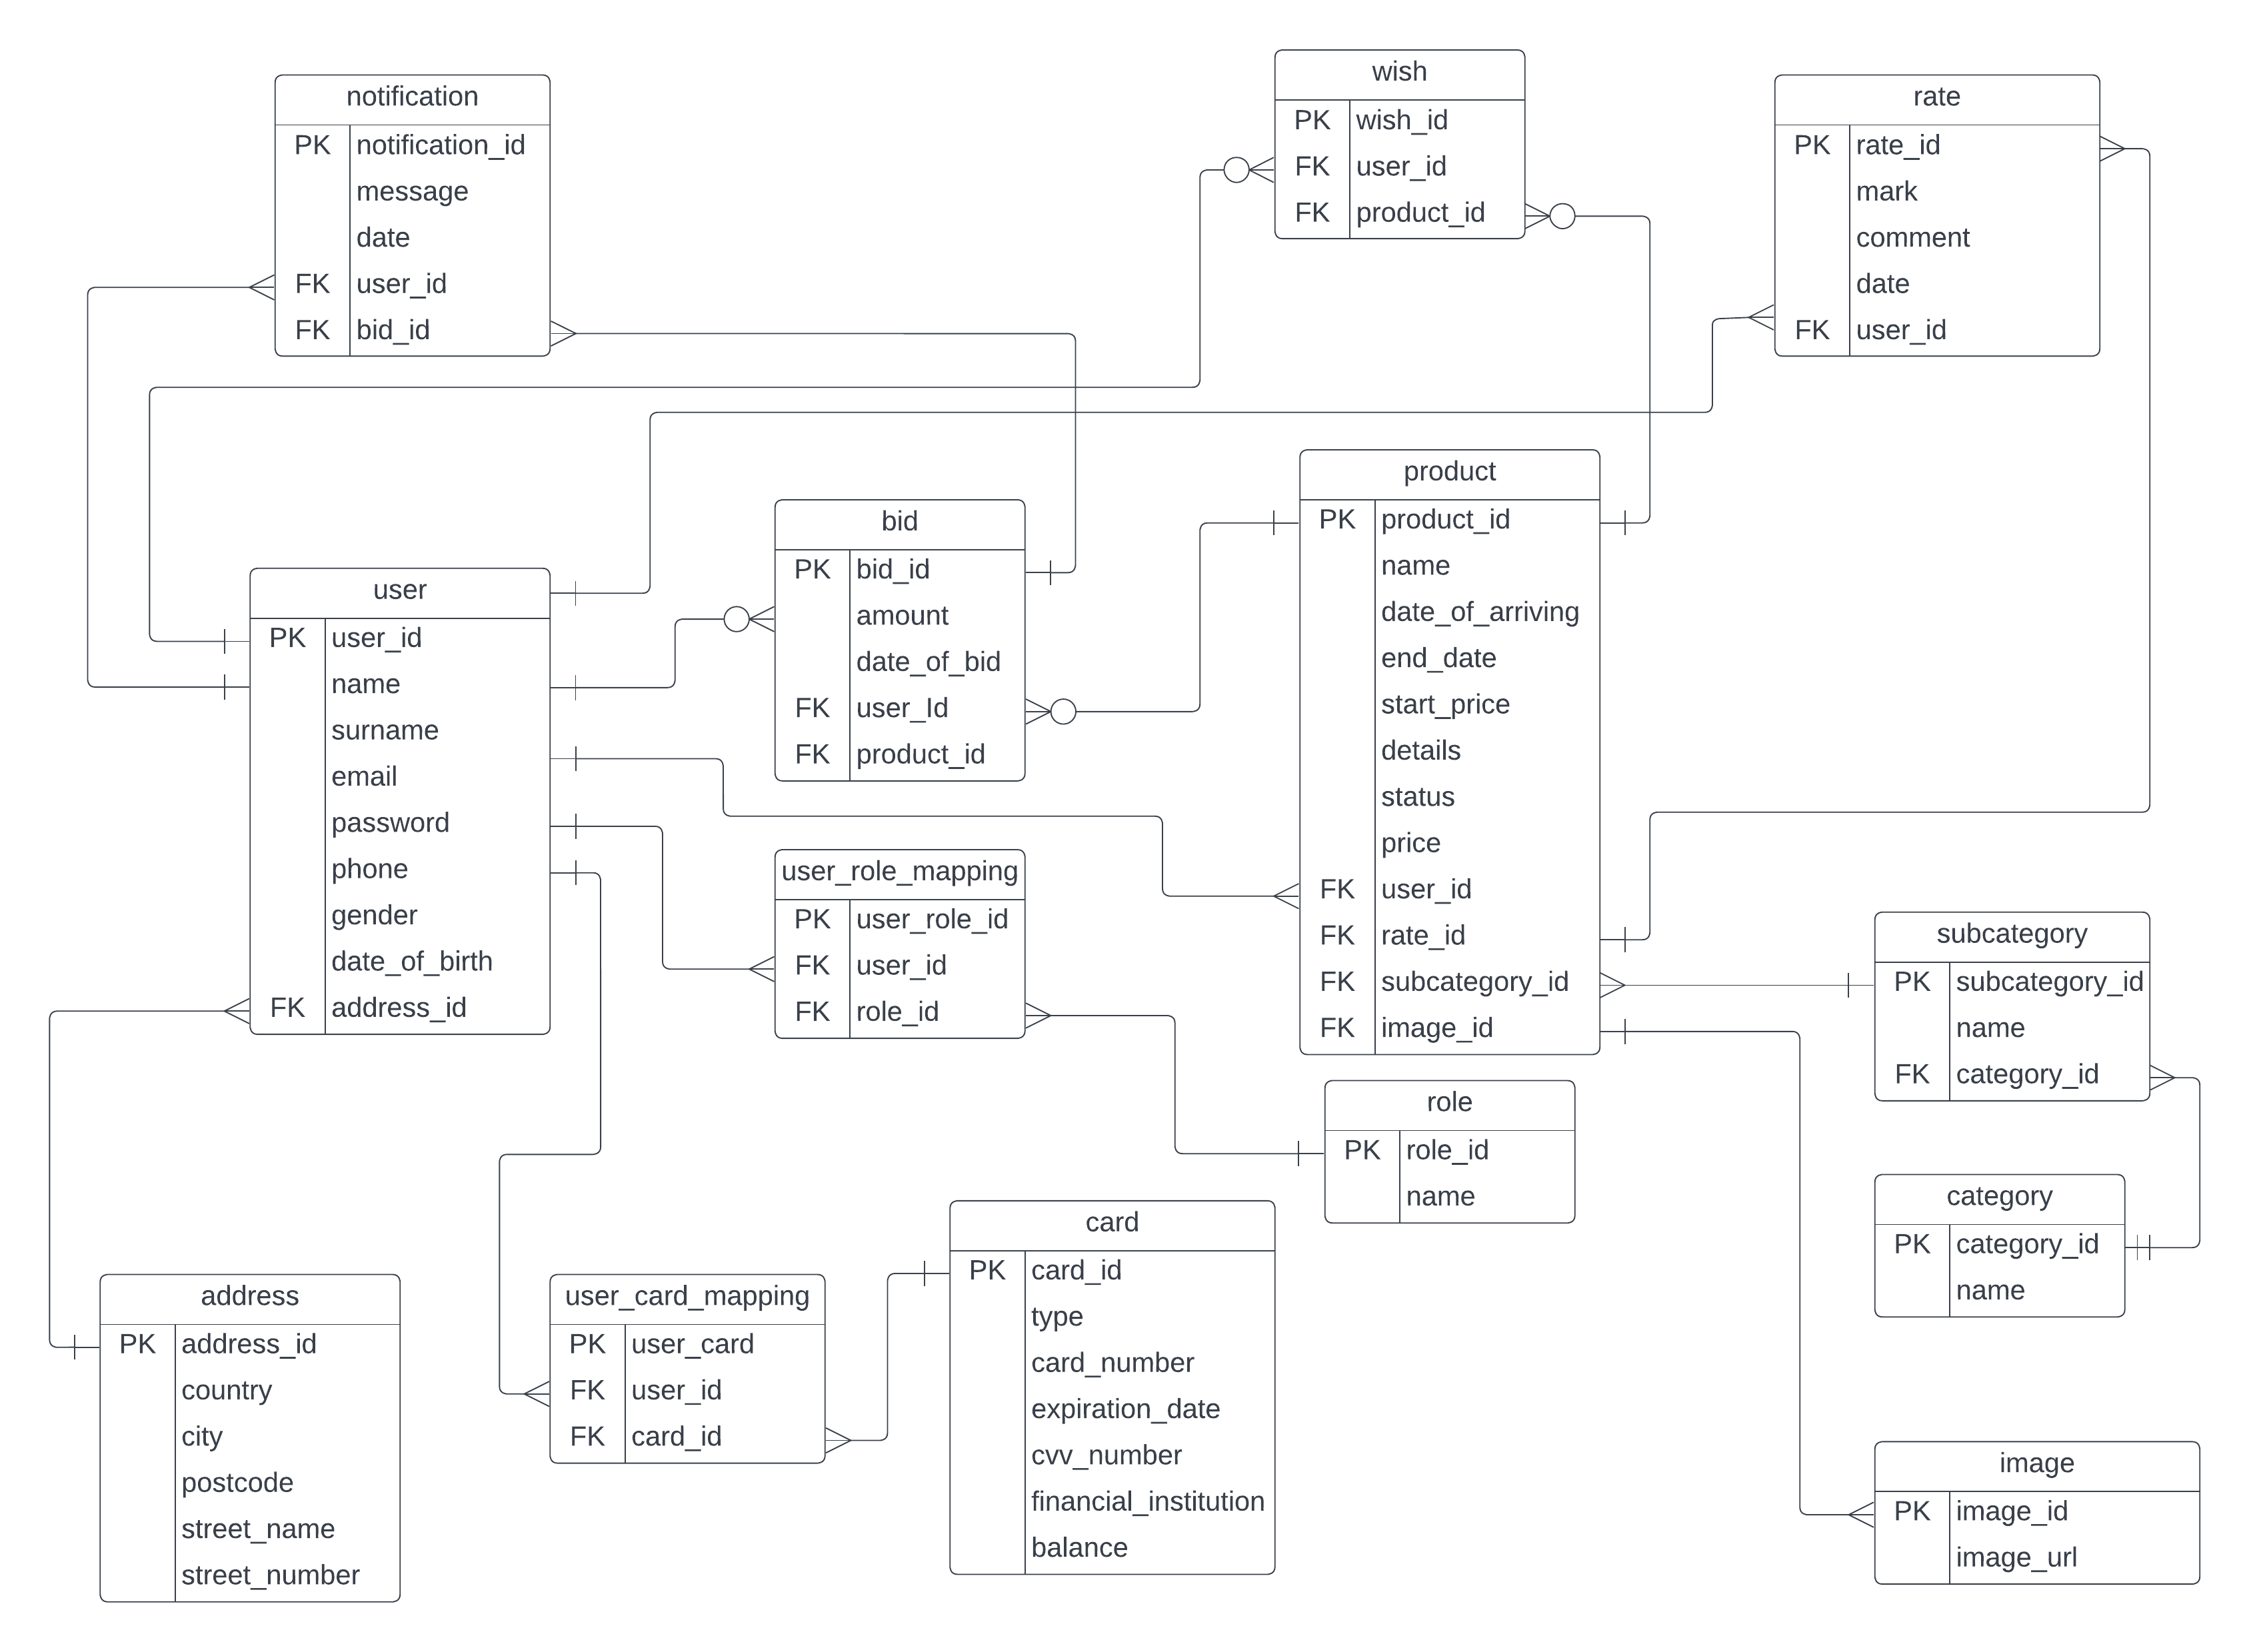 notification
PK notification_id
message
date
FK user_id
FK bid_id
wish
PK wish_id
FK user_id
FK product_id
rate
PK rate_id
mark
comment
date
FK user_id
user
PK user_id
name
surname
email
password
phone
gender
date_of_birth
FK address_id
bid
PK bid_id
amount
date_of_bid
FK user_Id
FK product_id
product
PK product_id
name
date_of_arriving
end_date
start_price
details
status
price
FK user_id
FK rate_id
FK subcategory_id
FK image_id
user_role_mapping
PK user_role_id
FK user_id
FK role_id
subcategory
PK subcategory_id
name
FK category_id
role
PK role_id
name
category
PK category_id
name
address
PK address_id
country
city
postcode
street_name
street_number
user_card_mapping
PK user_card
FK user_id
FK card_id
card
PK card_id
type
card_number
expiration_date
cvv_number
financial_institution
balance
image
PK image_id
image_url